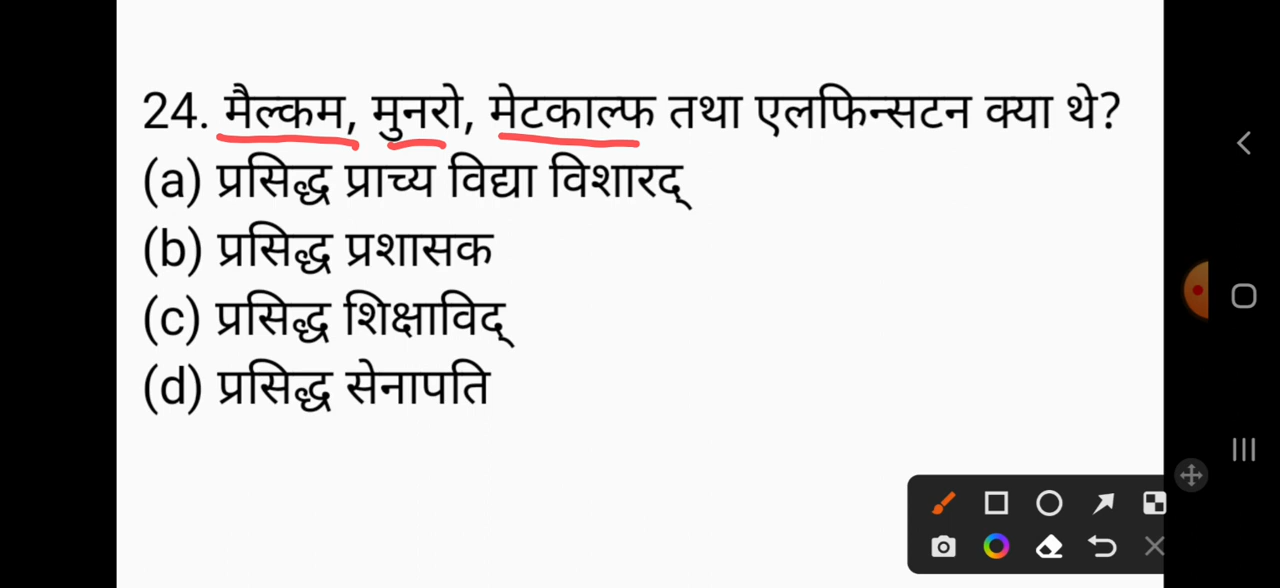 24. मैल्कम, मुनरो, मेटकाल्फ तथा एलफिन्सटन क्या थे?
(a) प्रसिद्ध प्राच्य विद्या विशारद्
(b) प्रसिद्ध प्रशासक
(c) प्रसिद्ध शिक्षाविद्
(d) प्रसिद्ध सेनापति